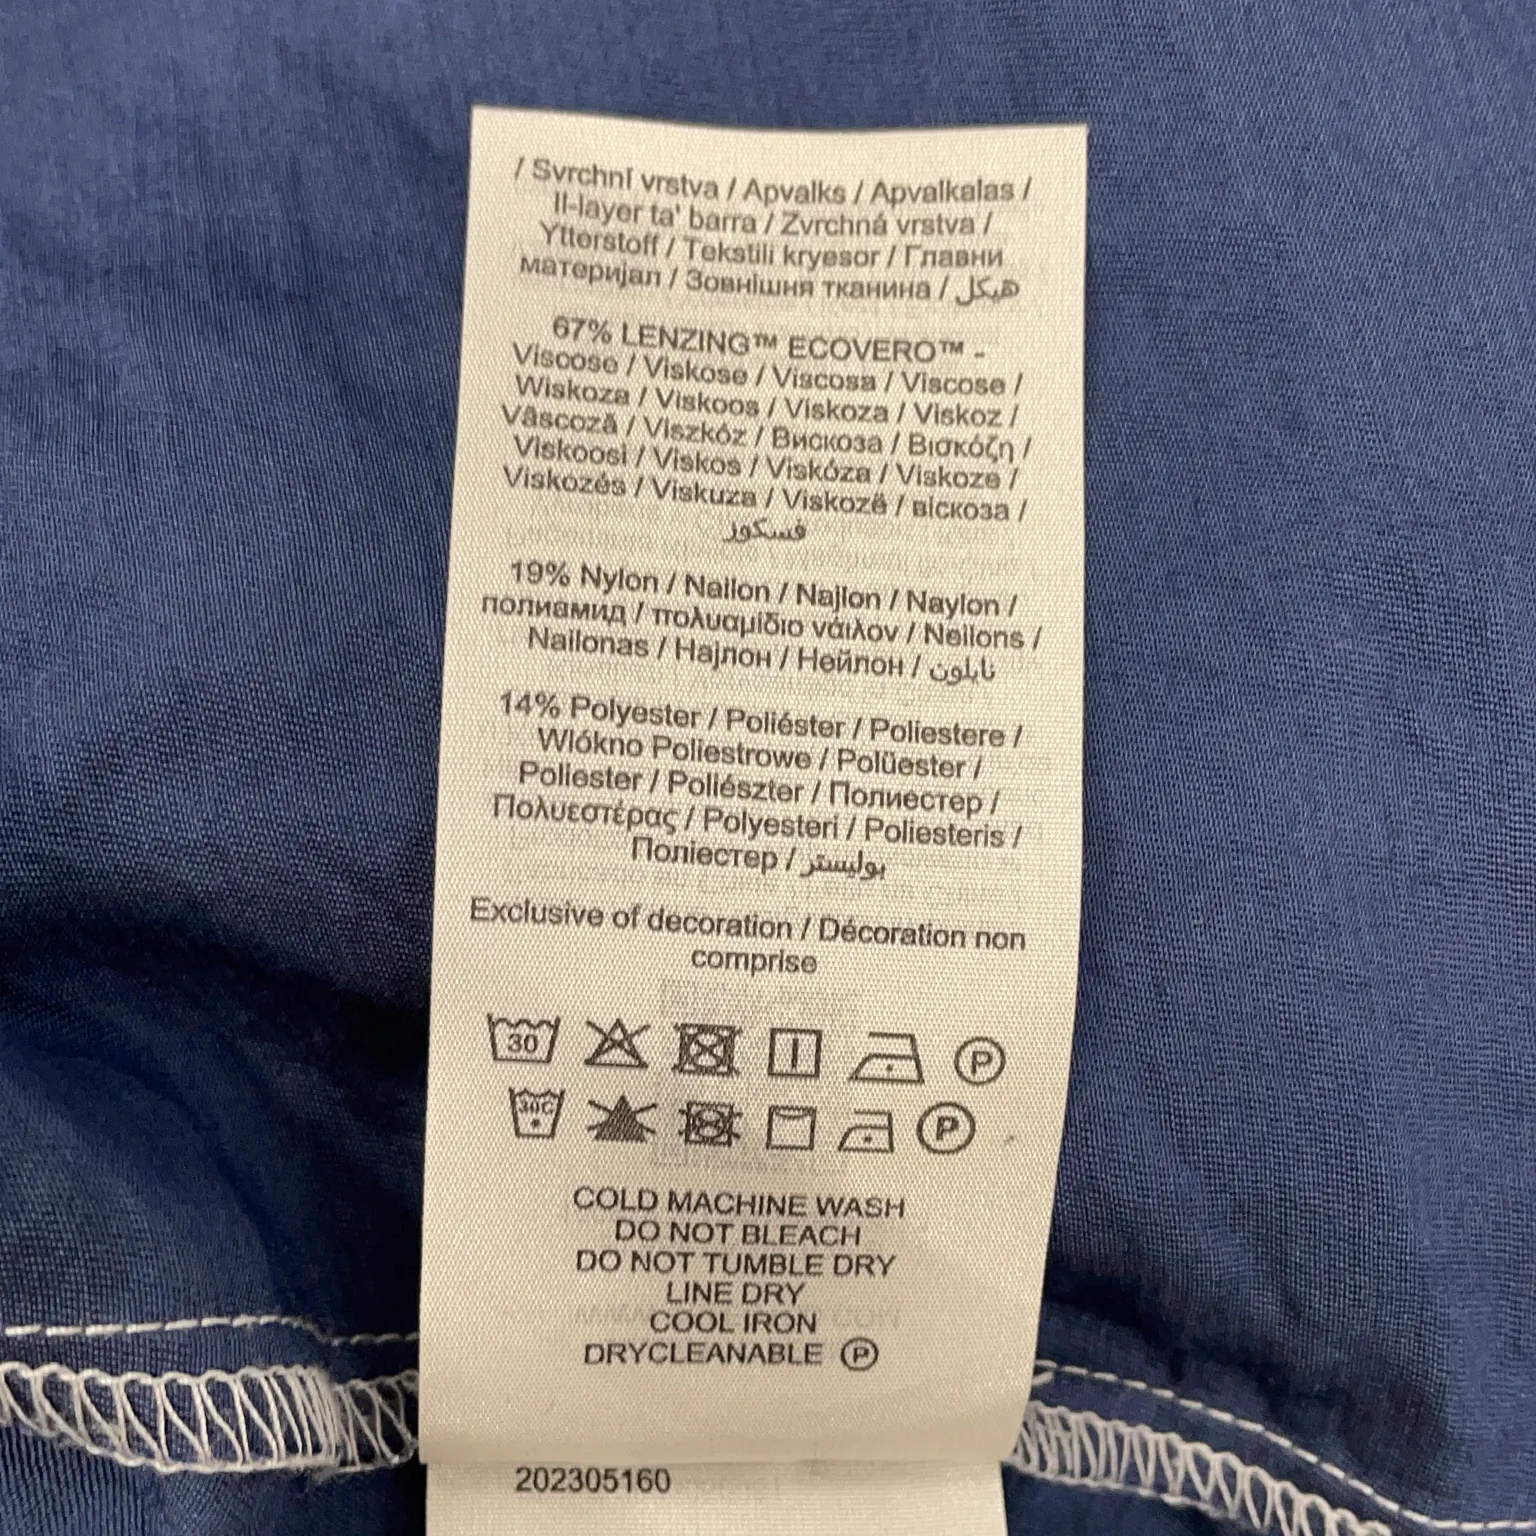 / Svrchní vrstva / Apvalks / Apvalkalas /
Il-layer ta' barra / Zvrchná vrstva /
Ytterstoff / Tekstili kryesor / Главни
материјал / Зовнішня тканина / هيكل
67% LENZING™ ECOVERO™ -
Viscose / Viskose / Viscosa / Viscose /
Wiskoza / Viskoos / Viskoza / Viskoz /
Vâscoză / Viszkóz / Вискоза / Βισκόζη /
Viskoosi / Viskos / Viskóza / Viskoze /
Viskozės / Viskuza / Viskozë / віскоза /
فسكوز
19% Nylon / Nailon / Najlon / Naylon /
полиамид / πολυαμίδιο νάιλον / Neilons /
Nailonas / Најлон / Нейлон / نايلون
14% Polyester / Poliéster / Poliestere /
Wlókno Poliestrowe / Polüester /
Poliester / Poliészter / Полиестер /
Πολυεστέρας / Polyesteri / Poliesteris /
Поліестер / بوليستر
Exclusive of decoration / Décoration non
comprise
30 P
30C P
COLD MACHINE WASH
DO NOT BLEACH
DO NOT TUMBLE DRY
LINE DRY
COOL IRON
DRYCLEANABLE P
202305160